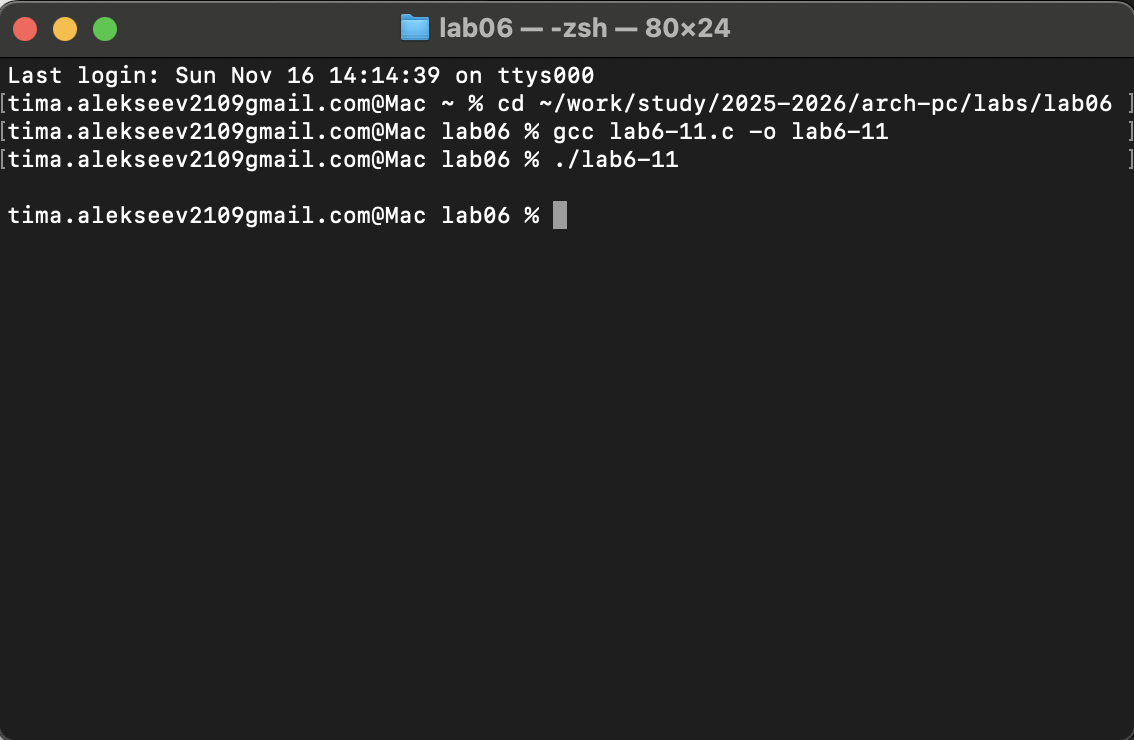 lab06 — -zsh — 80×24
Last login: Sun Nov 16 14:14:39 on ttys000
[tima.alekseev2109gmail.com@Mac ~ % cd ~/work/study/2025-2026/arch-pc/labs/lab06 ]
[tima.alekseev2109gmail.com@Mac lab06 % gcc lab6-11.c -o lab6-11 ]
[tima.alekseev2109gmail.com@Mac lab06 % ./lab6-11 ]
tima.alekseev2109gmail.com@Mac lab06 %